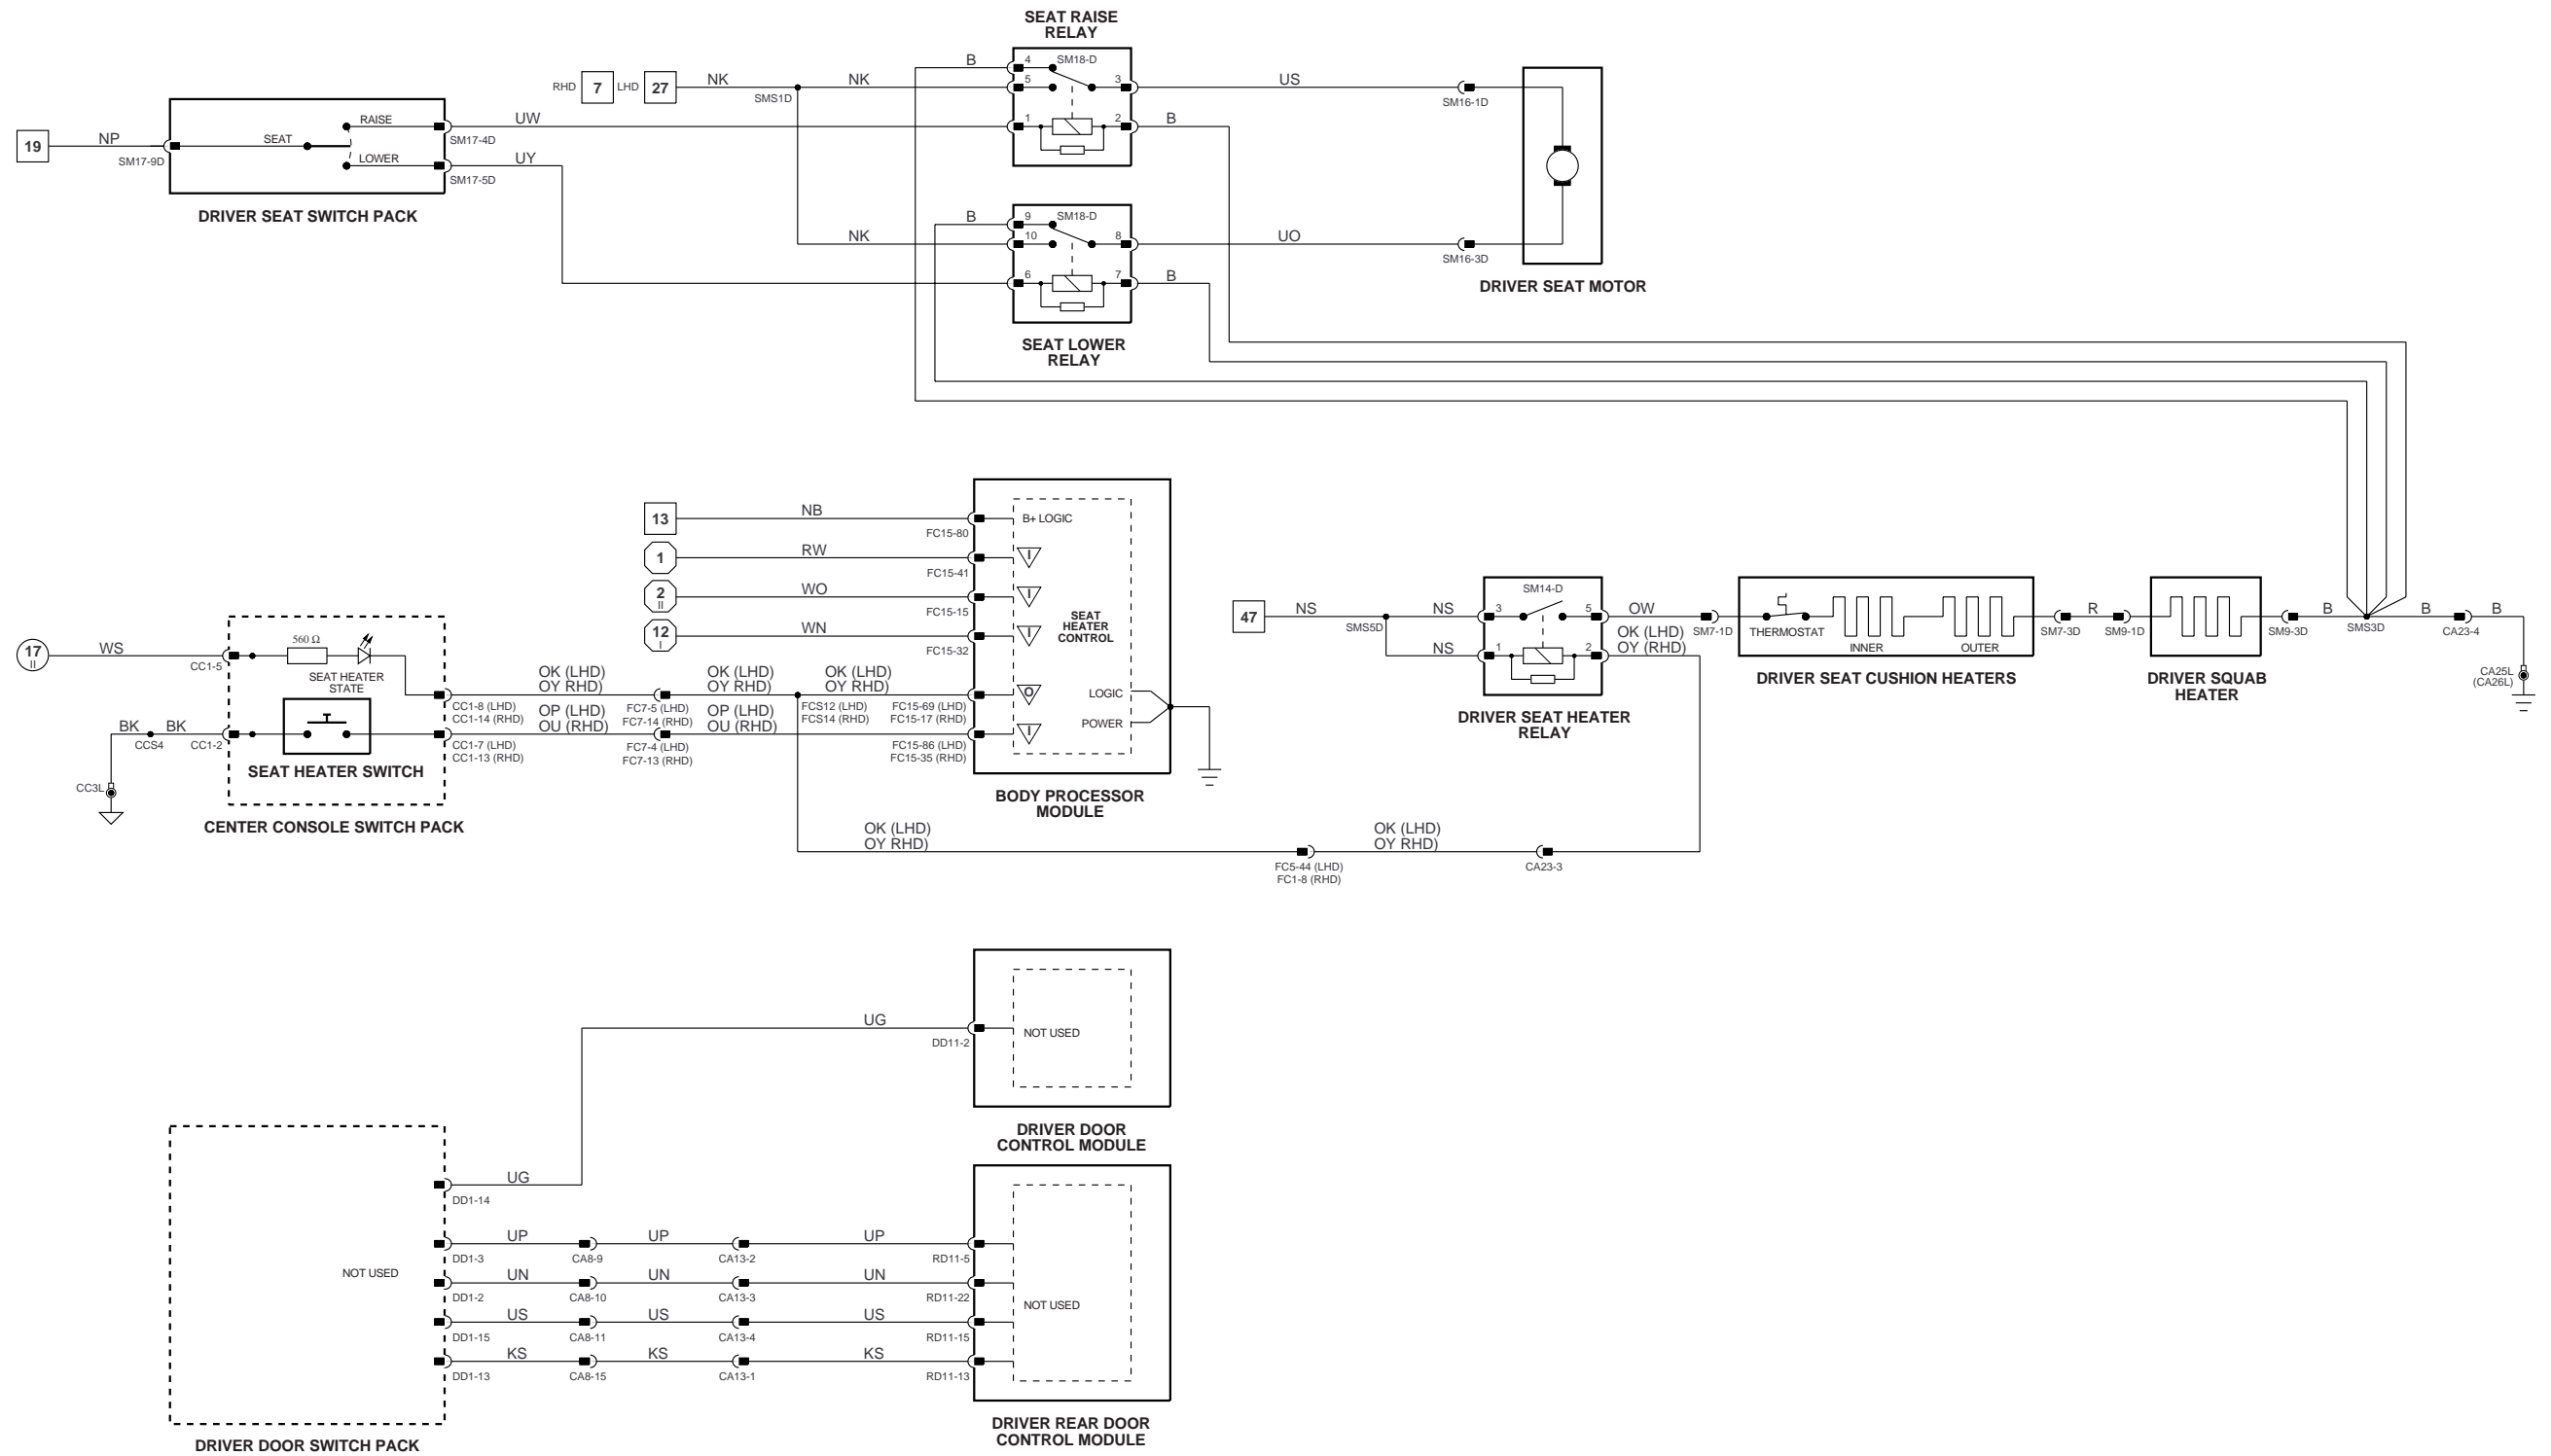 SEAT RAISE
RELAY
B
4
SM18-D
RHD
7
LHD
27
NK
NK
5
3
US
SMS1D
SM16-1D
RAISE
UW
1
2
B
19
NP
SEAT
SM17-4D
SM17-9D
LOWER
UY
SM17-5D
DRIVER SEAT SWITCH PACK
B
9
SM18-D
NK
10
8
UO
SM16-3D
6
7
B
DRIVER SEAT MOTOR
SEAT LOWER
RELAY
13
NB
B+ LOGIC
FC15-80
1
RW
I
FC15-41
2
II
WO
I
FC15-15
12
I
WN
I
FC15-32
SEAT
HEATER
CONTROL
47
NS
NS
3
SM14-D
5
OW
SMS5D
NS
1
2
OK (LHD)
OY (RHD)
SM7-1D
THERMOSTAT
INNER
OUTER
SM7-3D
R
SM9-1D
SM9-3D
B
SMS3D
B
CA23-4
B
CA25L
(CA26L)
DRIVER SEAT HEATER
RELAY
DRIVER SEAT CUSHION HEATERS
DRIVER SQUAB
HEATER
17
II
WS
CC1-5
560 Ω
SEAT HEATER
STATE
OK (LHD)
OY RHD)
OK (LHD)
OY RHD)
OK (LHD)
OY RHD)
O
LOGIC
CC1-8 (LHD)
CC1-14 (RHD)
FC7-5 (LHD)
FC7-14 (RHD)
FCS12 (LHD)
FCS14 (RHD)
FC15-69 (LHD)
FC15-17 (RHD)
OP (LHD)
OU (RHD)
OP (LHD)
OU (RHD)
I
POWER
BK
CCS4
BK
CC1-2
CC1-7 (LHD)
CC1-13 (RHD)
FC7-4 (LHD)
FC7-13 (RHD)
FC15-86 (LHD)
FC15-35 (RHD)
SEAT HEATER SWITCH
CC3L
CENTER CONSOLE SWITCH PACK
BODY PROCESSOR
MODULE
OK (LHD)
OY RHD)
OK (LHD)
OY RHD)
FC5-44 (LHD)
FC1-8 (RHD)
CA23-3
UG
DD11-2
NOT USED
DRIVER DOOR
CONTROL MODULE
UG
DD1-14
UP
UP
UP
DD1-3
CA8-9
CA13-2
RD11-5
NOT USED
UN
UN
UN
DD1-2
CA8-10
CA13-3
RD11-22
NOT USED
US
US
US
DD1-15
CA8-11
CA13-4
RD11-15
KS
KS
KS
DD1-13
CA8-15
CA13-1
RD11-13
DRIVER REAR DOOR
CONTROL MODULE
DRIVER DOOR SWITCH PACK